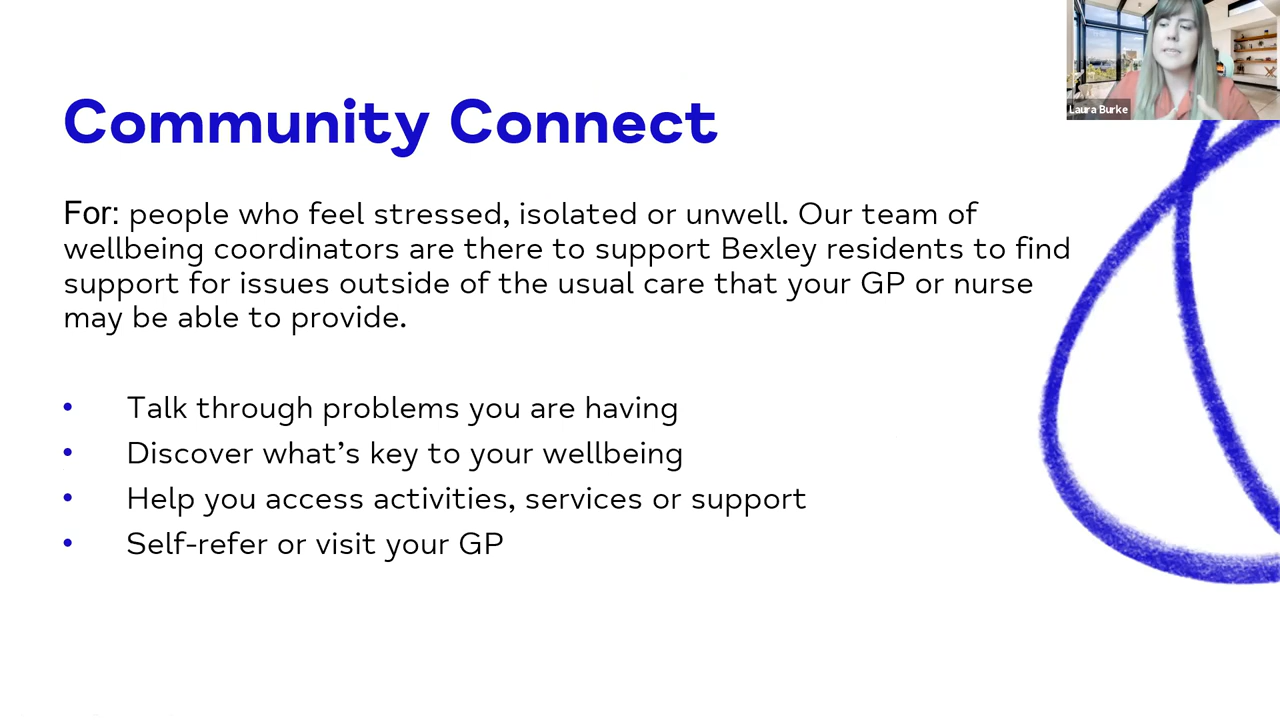 Laura Burke
Community Connect
For: people who feel stressed, isolated or unwell. Our team of
wellbeing coordinators are there to support Bexley residents to find
support for issues outside of the usual care that your GP or nurse
may be able to provide.
• Talk through problems you are having
• Discover what's key to your wellbeing
• Help you access activities, services or support
• Self-refer or visit your GP